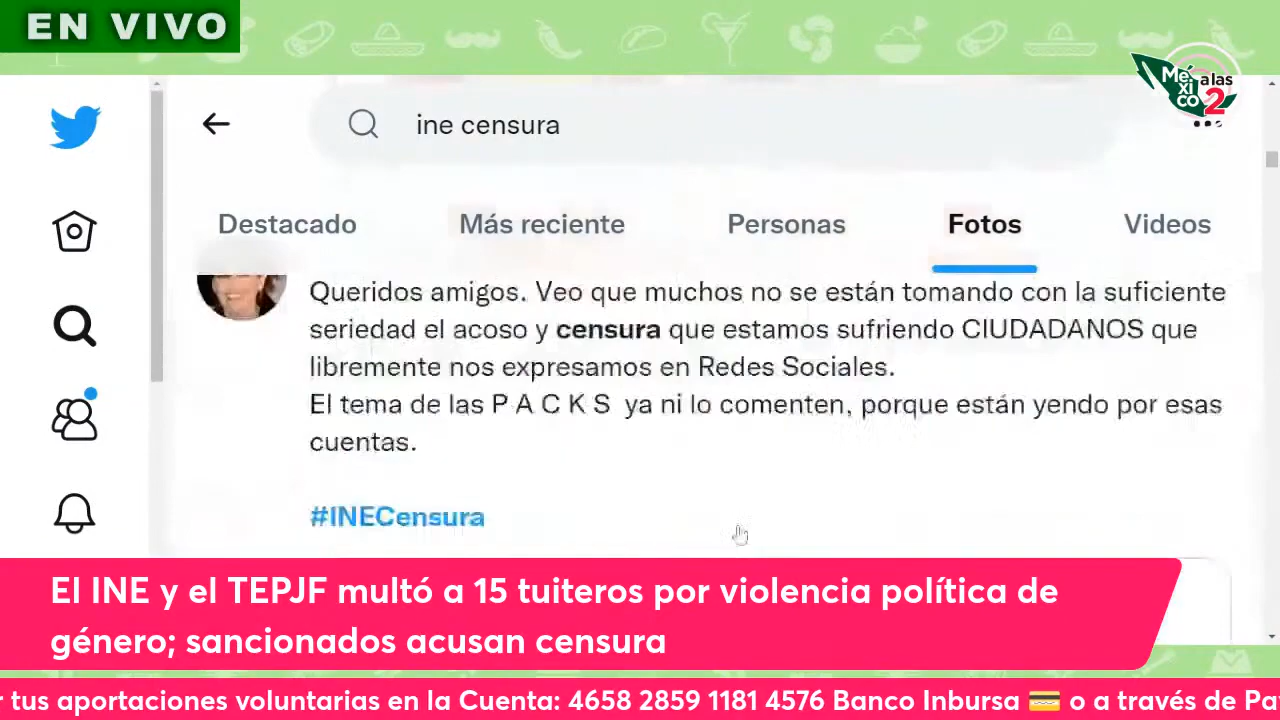 EN VIVO
México a las 2
ine censura
Destacado Más reciente Personas Fotos Videos
Queridos amigos. Veo que muchos no se están tomando con la suficiente
seriedad el acoso y censura que estamos sufriendo CIUDADANOS que
libremente nos expresamos en Redes Sociales.
El tema de las P A C K S ya ni lo comenten, porque están yendo por esas
cuentas.
#INECensura
El INE y el TEPJF multó a 15 tuiteros por violencia política de
género; sancionados acusan censura
r tus aportaciones voluntarias en la Cuenta: 4658 2859 1181 4576 Banco Inbursa 💳 o a través de Pa